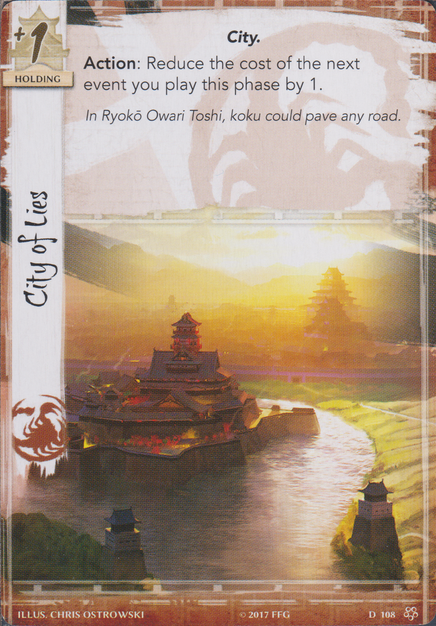 +1
HOLDING
City.
Action: Reduce the cost of the next
event you play this phase by 1.
In Ryokō Owari Toshi, koku could pave any road.
City of Lies
ILLUS. CHRIS OSTROWSKI © 2017 FFG D 108